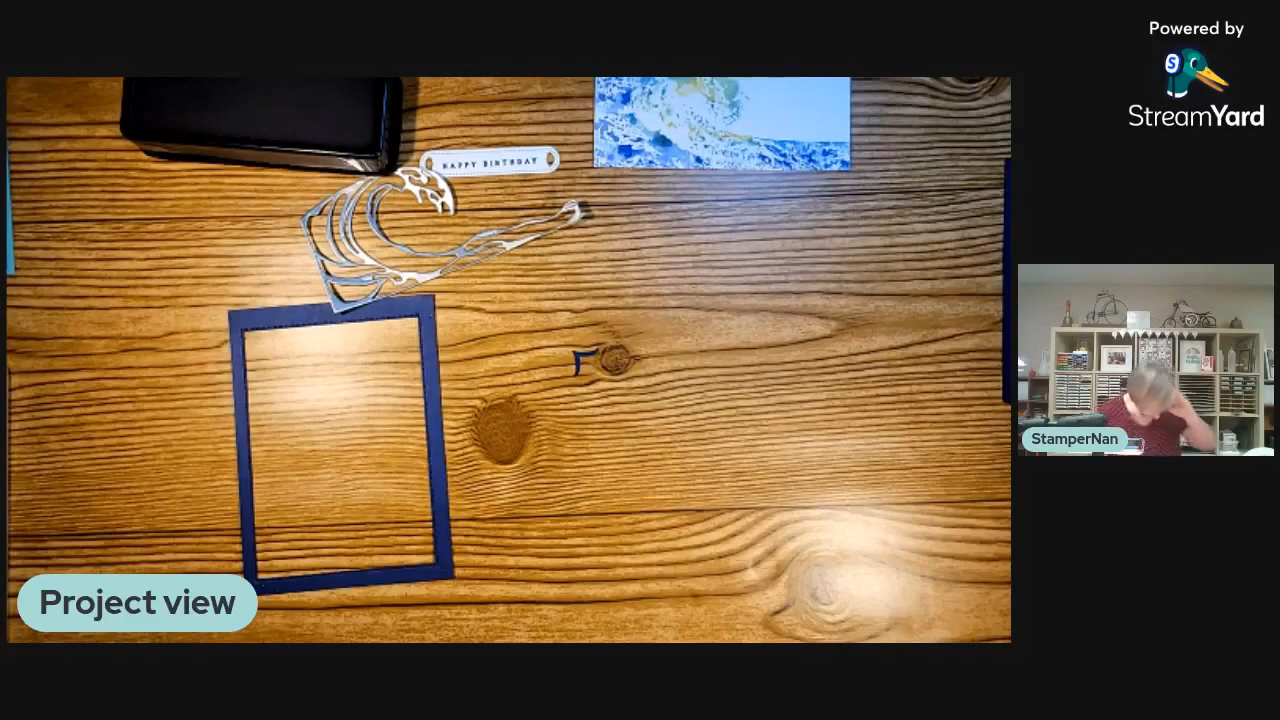 Powered by
StreamYard
HAPPY BIRTHDAY
StamperNan
Project view